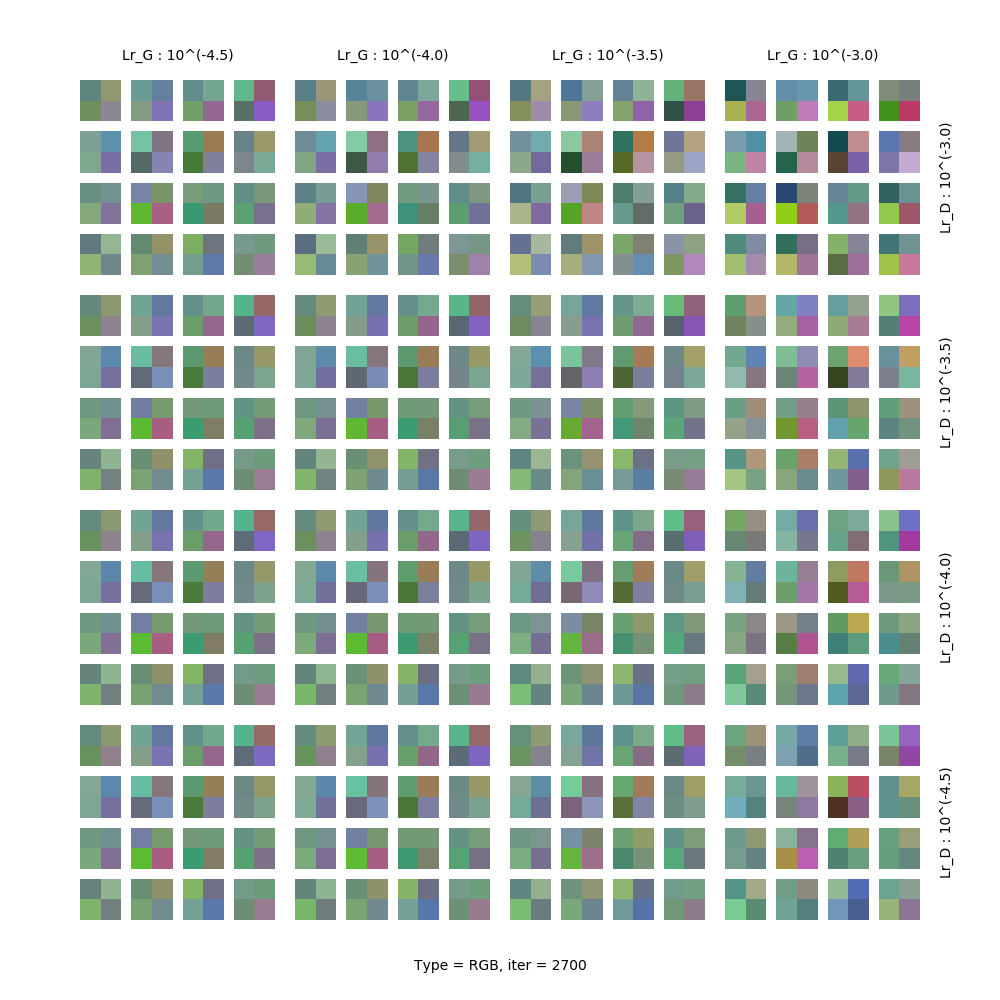 Lr_G : 10^(-4.5)
Lr_G : 10^(-4.0)
Lr_G : 10^(-3.5)
Lr_G : 10^(-3.0)
Lr_D : 10^(-3.0)
Lr_D : 10^(-3.5)
Lr_D : 10^(-4.0)
Lr_D : 10^(-4.5)
Type = RGB, iter = 2700